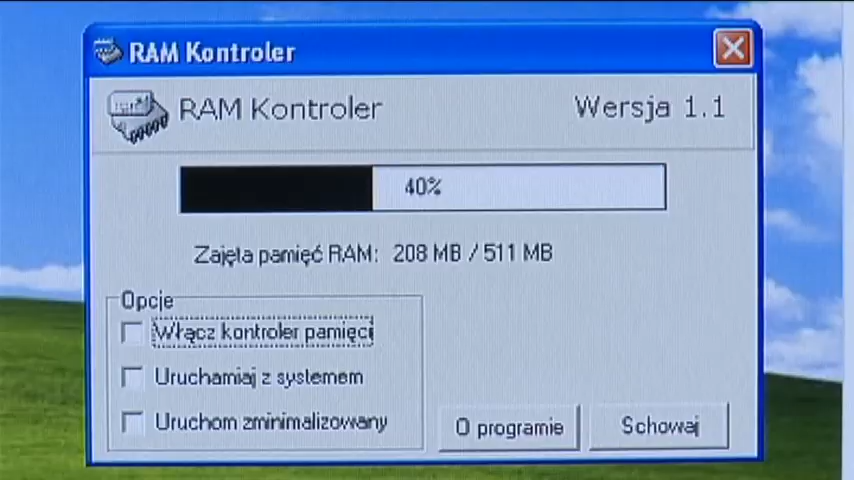 RAM Kontroler
RAM Kontroler
Wersja 1.1
40%
Zajęta pamięć RAM: 208 MB / 511 MB
Opcje
Włącz kontroler pamięci
Uruchamiaj z systemem
Uruchom zminimalizowany
O programie
Schowaj